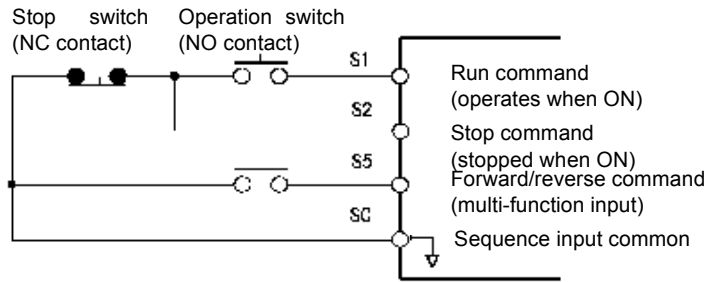 Stop switch
(NC contact)
Operation switch
(NO contact)
S1
Run command
(operates when ON)
S2
Stop command
(stopped when ON)
S5
Forward/reverse command
(multi-function input)
SC
Sequence input common